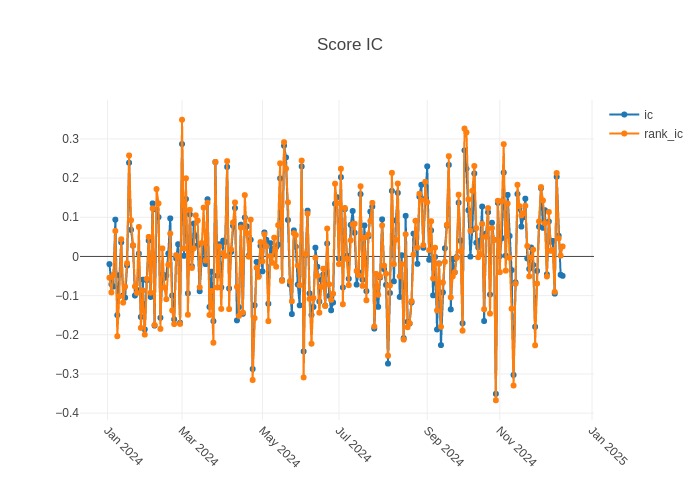 Score IC
ic
rank_ic
0.3
0.2
0.1
0
−0.1
−0.2
−0.3
−0.4
Jan 2024
Mar 2024
May 2024
Jul 2024
Sep 2024
Nov 2024
Jan 2025